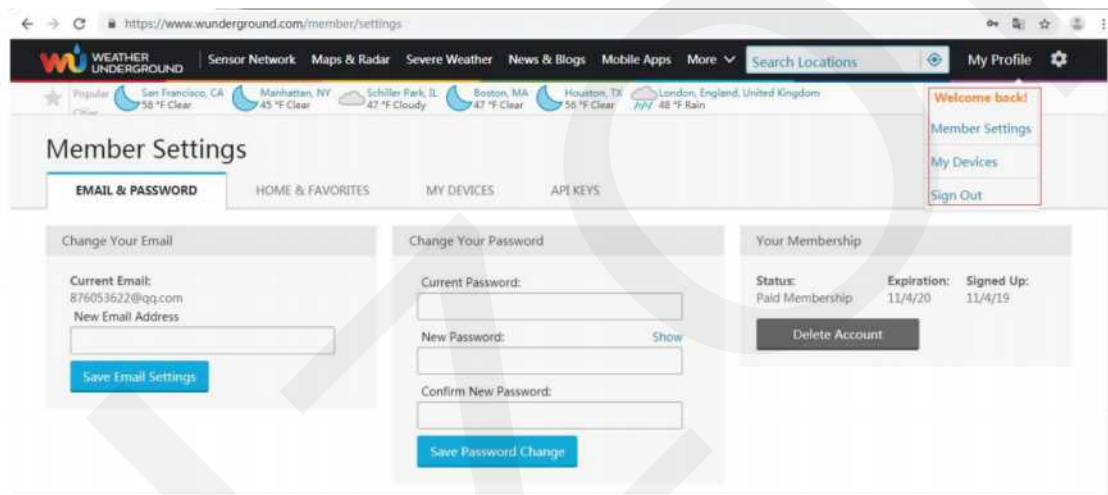 https://www.wunderground.com/member/settings
WEATHER UNDERGROUND
Sensor Network Maps & Radar Severe Weather News & Blogs Mobile Apps More Search Locations My Profile
Popular Cities
San Francisco, CA
58 °F Clear
Manhattan, NY
45 °F Clear
Schiller Park, IL
47 °F Cloudy
Boston, MA
47 °F Clear
Houston, TX
56 °F Clear
London, England, United Kingdom
48 °F Rain
Welcome back!
Member Settings
My Devices
Sign Out
Member Settings
EMAIL & PASSWORD HOME & FAVORITES MY DEVICES API KEYS
Change Your Email
Current Email:
876053622@qq.com
New Email Address
Save Email Settings
Change Your Password
Current Password:
New Password: Show
Confirm New Password:
Save Password Change
Your Membership
Status: Expiration: Signed Up:
Paid Membership 11/4/20 11/4/19
Delete Account